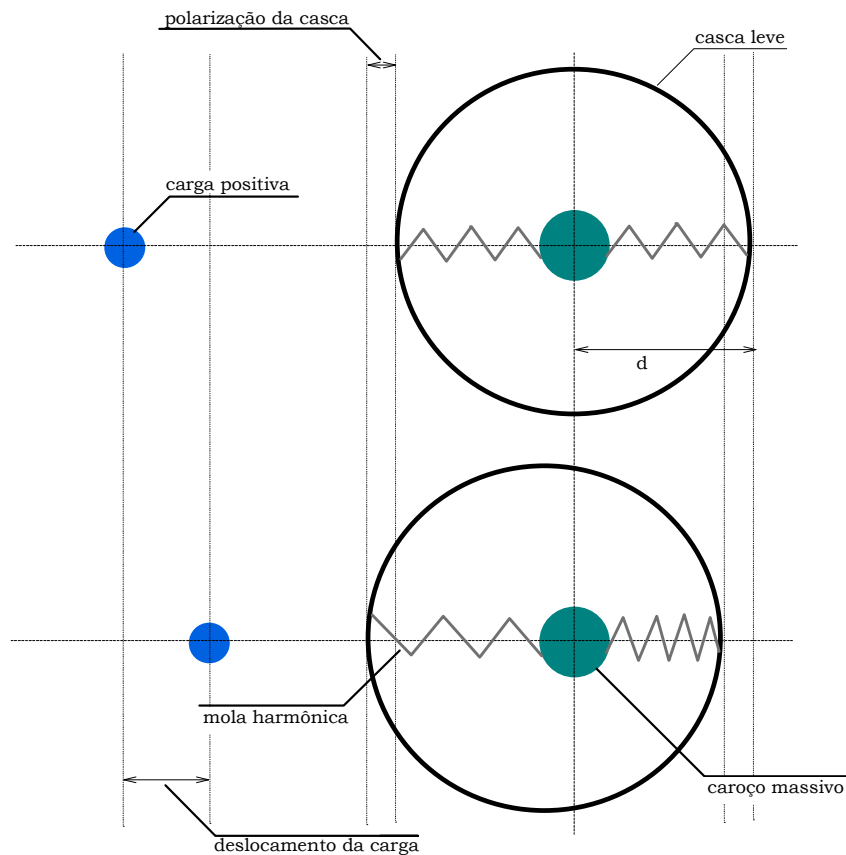 polarização da casca
casca leve
carga positiva
d
mola harmônica
caroço massivo
deslocamento da carga